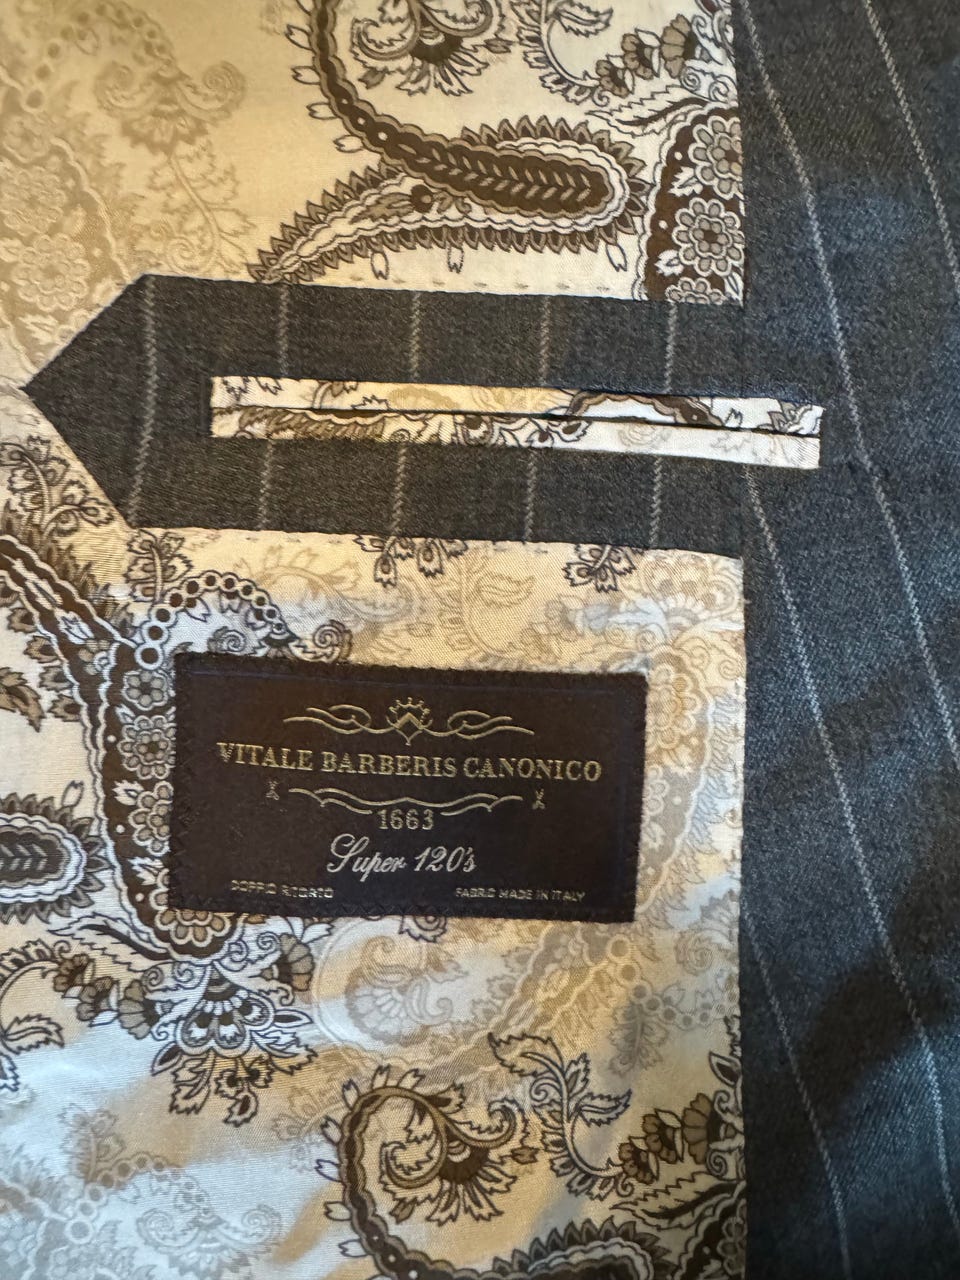 VITALE BARBERIS CANONICO
1663
Super 120's
DOPPIO RITORTO FABRIC MADE IN ITALY